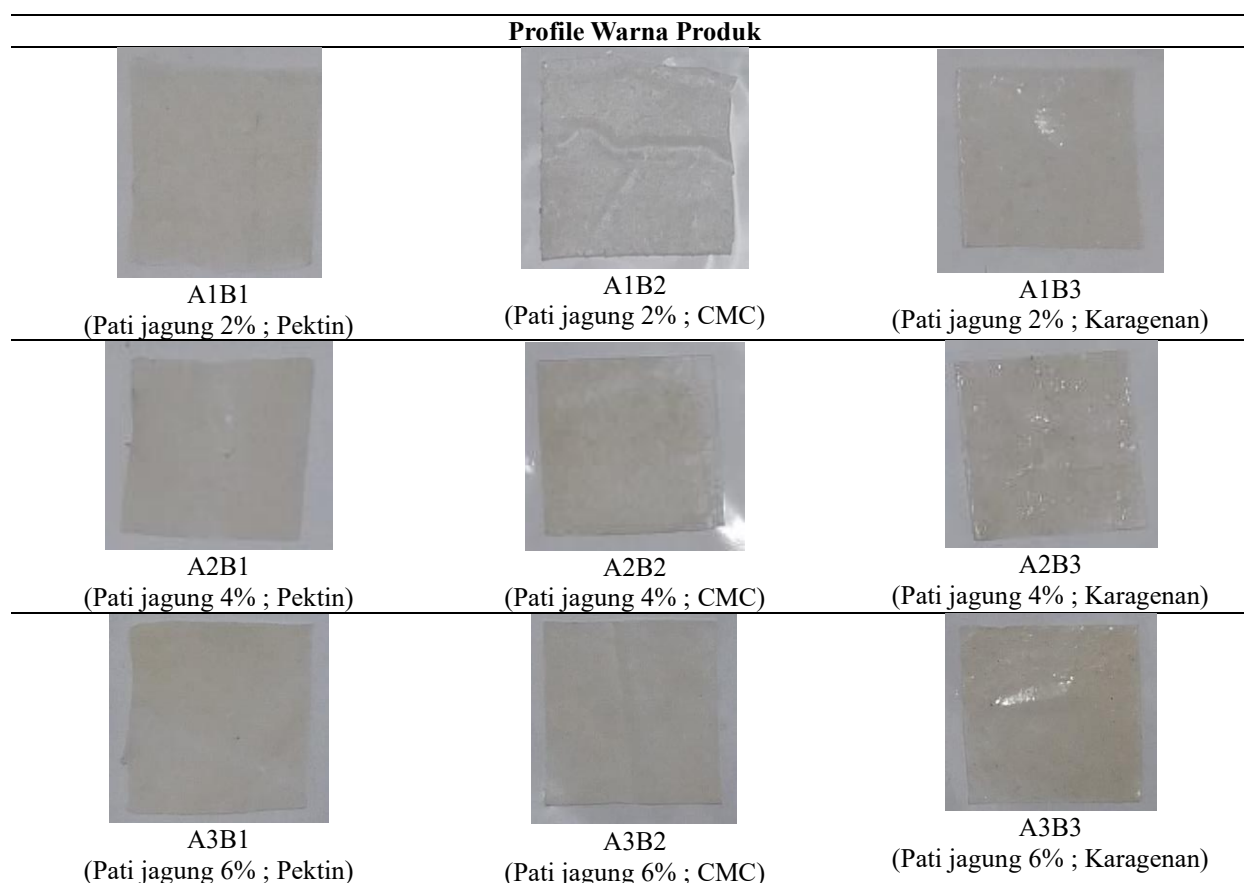 Profile Warna Produk
A1B1
(Pati jagung 2% ; Pektin)
A1B2
(Pati jagung 2% ; CMC)
A1B3
(Pati jagung 2% ; Karagenan)
A2B1
(Pati jagung 4% ; Pektin)
A2B2
(Pati jagung 4% ; CMC)
A2B3
(Pati jagung 4% ; Karagenan)
A3B1
(Pati jagung 6% ; Pektin)
A3B2
(Pati jagung 6% ; CMC)
A3B3
(Pati jagung 6% ; Karagenan)